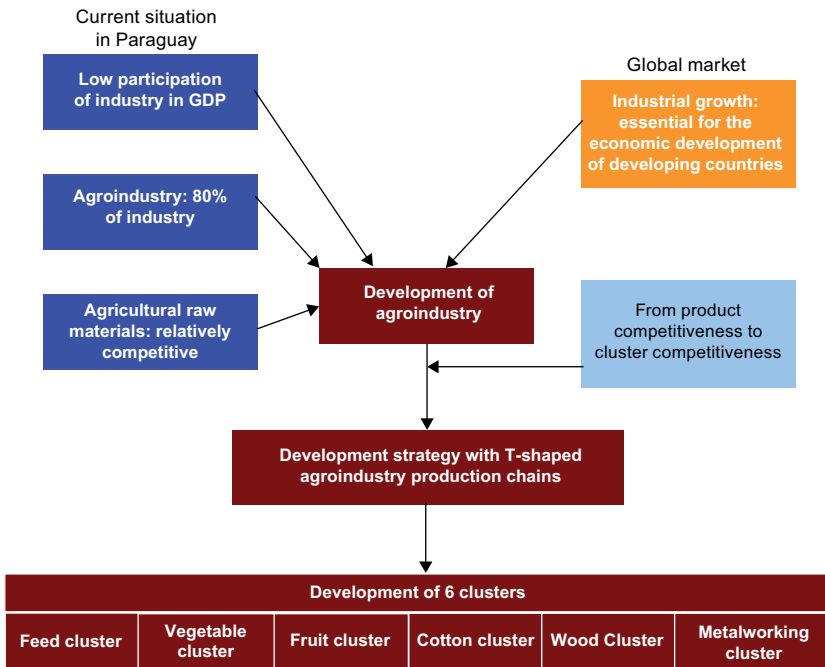 Current situation
in Paraguay
Low participation
of industry in GDP
Agroindustry: 80%
of industry
Agricultural raw
materials: relatively
competitive
Global market
Industrial growth:
essential for the
economic development
of developing countries
Development of
agroindustry
From product
competitiveness to
cluster competitiveness
Development strategy with T-shaped
agroindustry production chains
Development of 6 clusters
Feed cluster
Vegetable
cluster
Fruit cluster
Cotton cluster
Wood Cluster
Metalworking
cluster